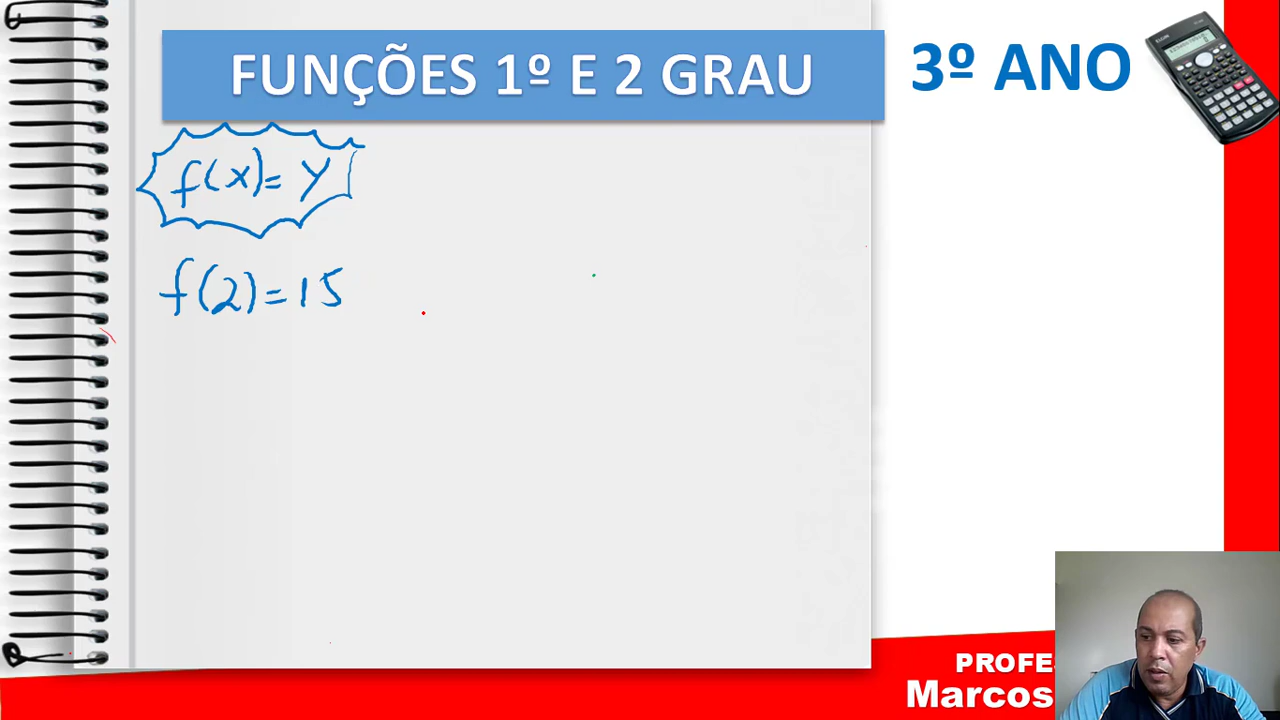 FUNÇÕES 1º E 2 GRAU
3º ANO
f(x)= y
f(2)=15
PROFE
Marcos